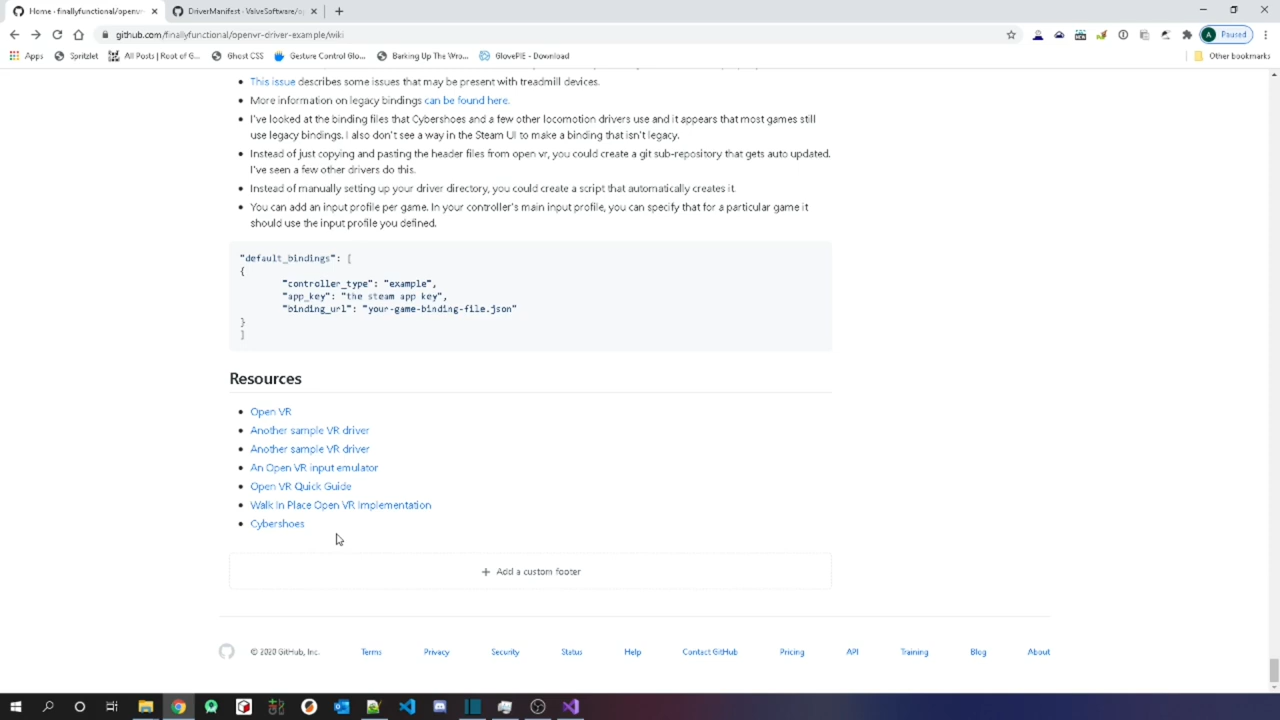 Home · finallyfunctional/openvr-
DriverManifest · ValveSoftware/op
github.com/finallyfunctional/openvr-driver-example/wiki
A Paused
Apps
Spritzlet
All Posts | Root of G...
Ghost CSS
Gesture Control Glo...
Barking Up The Wro...
GlovePIE - Download
Other bookmarks
This issue describes some issues that may be present with treadmill devices.
More information on legacy bindings can be found here.
I've looked at the binding files that Cybershoes and a few other locomotion drivers use and it appears that most games still
use legacy bindings. I also don't see a way in the Steam UI to make a binding that isn't legacy.
Instead of just copying and pasting the header files from open vr, you could create a git sub-repository that gets auto updated.
I've seen a few other drivers do this.
Instead of manually setting up your driver directory, you could create a script that automatically creates it.
You can add an input profile per game. In your controller's main input profile, you can specify that for a particular game it
should use the input profile you defined.
"default_bindings": [
{
"controller_type": "example",
"app_key": "the steam app key",
"binding_url": "your-game-binding-file.json"
}
]
Resources
Open VR
Another sample VR driver
Another sample VR driver
An Open VR input emulator
Open VR Quick Guide
Walk In Place Open VR Implementation
Cybershoes
+ Add a custom footer
© 2020 GitHub, Inc.
Terms
Privacy
Security
Status
Help
Contact GitHub
Pricing
API
Training
Blog
About